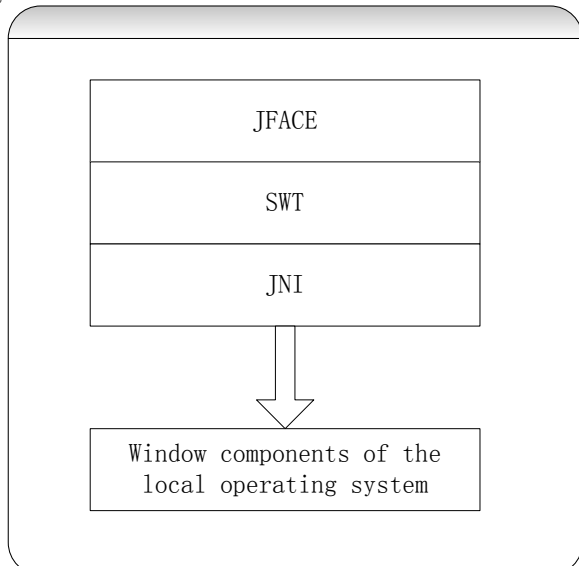 JFACE
SWT
JNI
Window components of the
local operating system